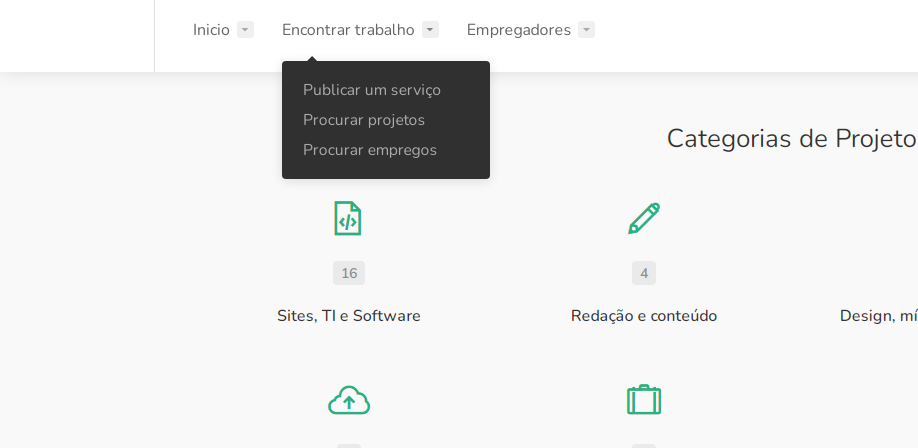 Inicio
Encontrar trabalho
Empregadores
Publicar um serviço
Procurar projetos
Procurar empregos
Categorias de Projeto
16
4
Sites, TI e Software
Redação e conteúdo
Design, mí